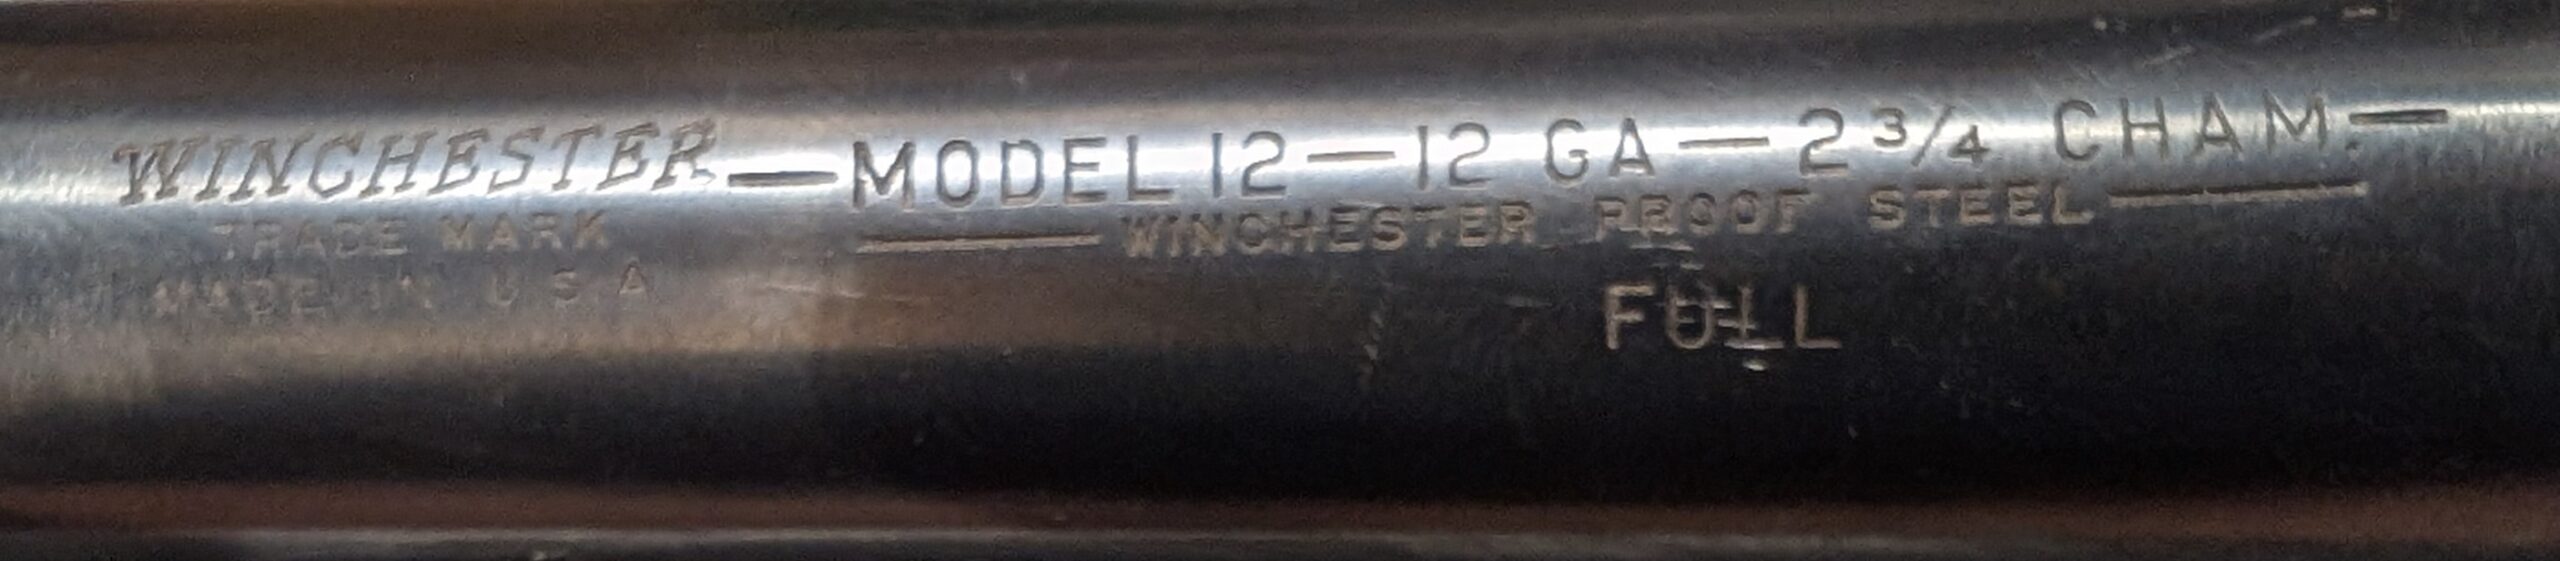 WINCHESTER—MODEL 12—12 GA—2 3/4 CHAM.—
TRADE MARK —WINCHESTER PROOF STEEL—
MADE IN U S A
FULL